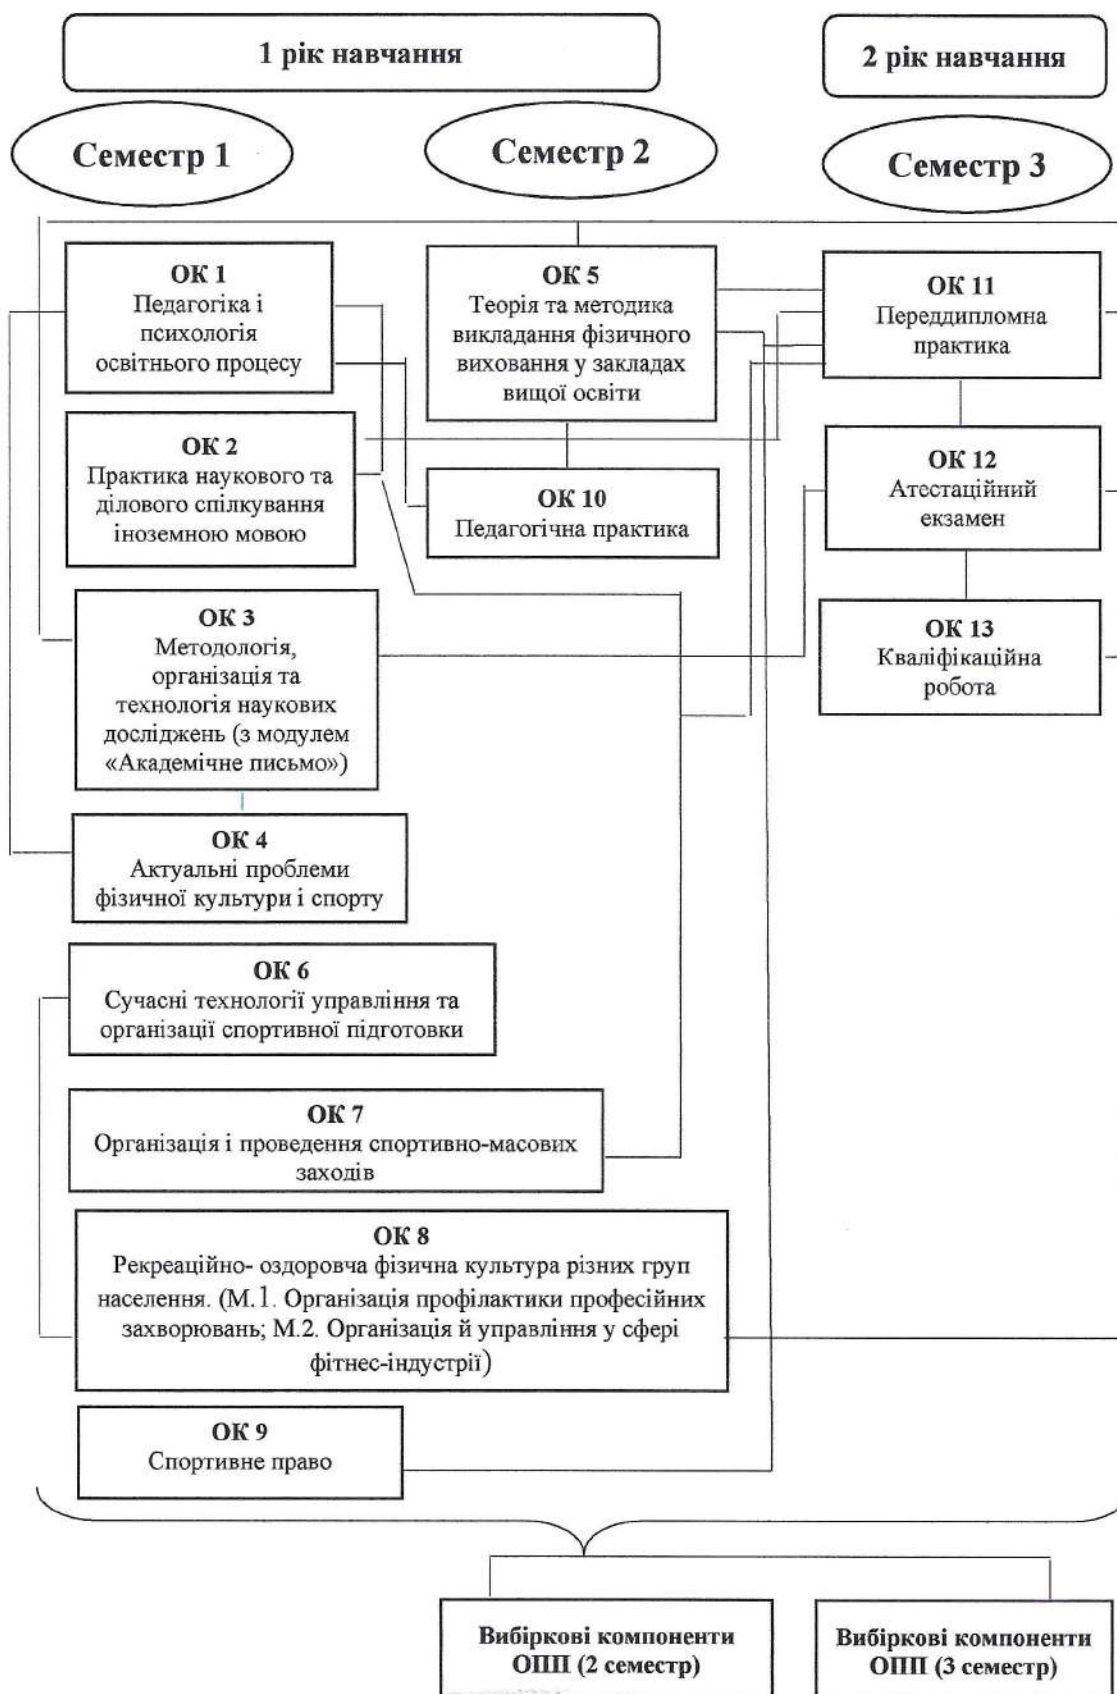 1 рік навчання
2 рік навчання
Семестр 1
Семестр 2
Семестр 3
ОК 1
Педагогіка і
психологія
освітнього процесу
ОК 5
Теорія та методика
викладання фізичного
виховання у закладах
вищої освіти
ОК 11
Переддипломна
практика
ОК 2
Практика наукового та
ділового спілкування
іноземною мовою
ОК 10
Педагогічна практика
ОК 12
Атестаційний
екзамен
ОК 3
Методологія,
організація та
технологія наукових
досліджень (з модулем
«Академічне письмо»)
ОК 13
Кваліфікаційна
робота
ОК 4
Актуальні проблеми
фізичної культури і спорту
ОК 6
Сучасні технології управління та
організації спортивної підготовки
ОК 7
Організація і проведення спортивно-масових
заходів
ОК 8
Рекреаційно- оздоровча фізична культура різних груп
населення. (М.1. Організація профілактики професійних
захворювань; М.2. Організація й управління у сфері
фітнес-індустрії)
ОК 9
Спортивне право
Вибіркові компоненти
ОПП (2 семестр)
Вибіркові компоненти
ОПП (3 семестр)